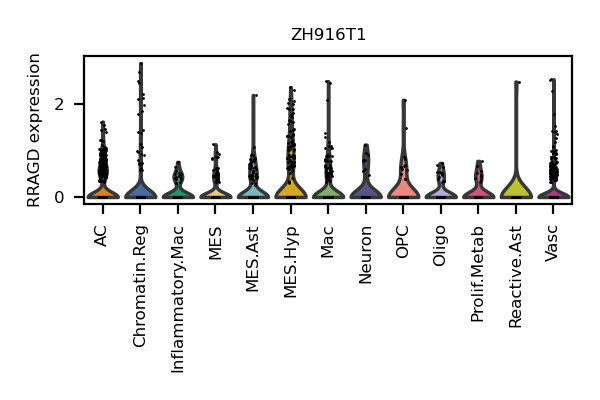 ZH916T1
RRAGD expression
2
0
AC
Chromatin.Reg
Inflammatory.Mac
MES
MES.Ast
MES.Hyp
Mac
Neuron
OPC
Oligo
Prolif.Metab
Reactive.Ast
Vasc